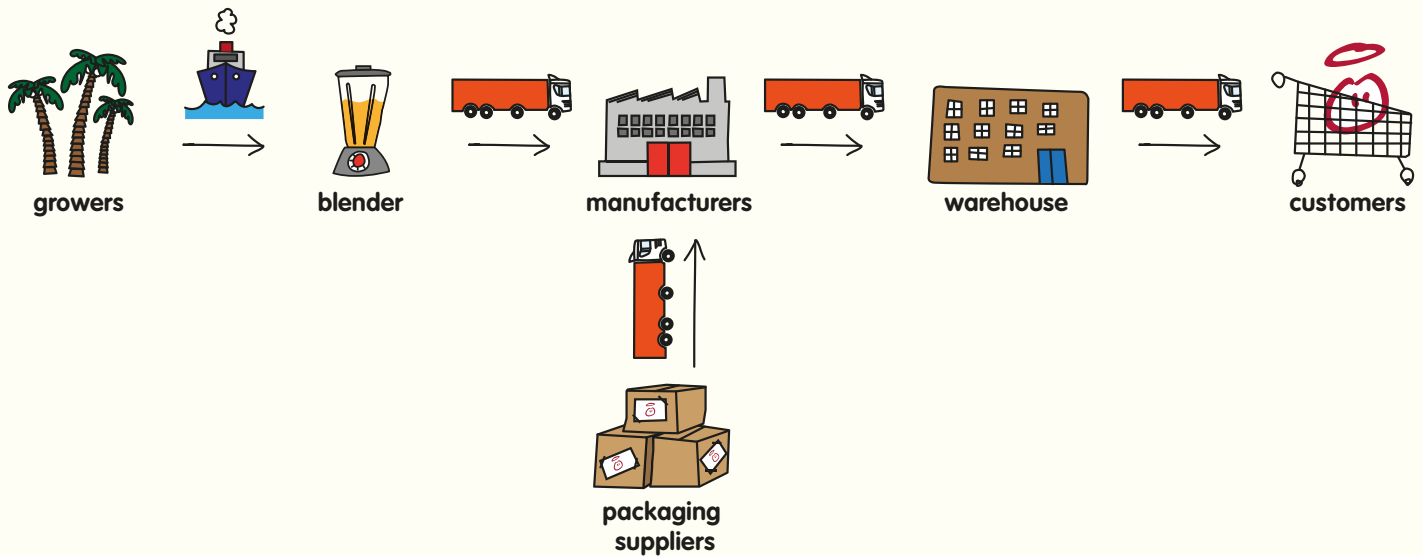 growers
blender
manufacturers
warehouse
customers
packaging
suppliers